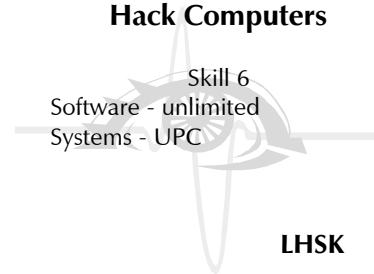 Hack Computers
Skill 6
Software - unlimited
Systems - UPC
LHSK